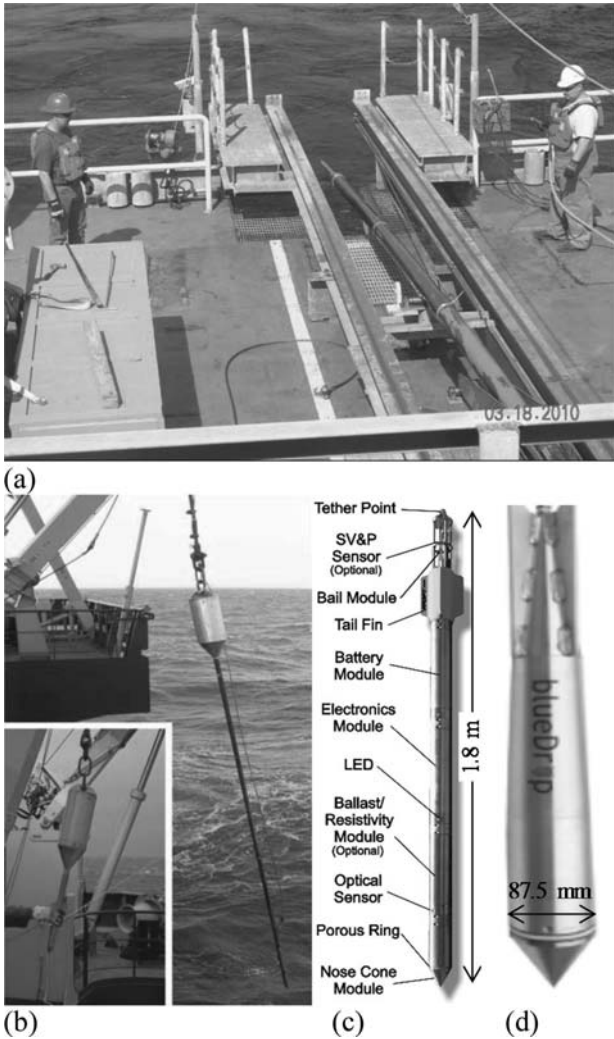 03.18.2010
(a)
Tether Point
SV&P
Sensor
(Optional)
Bail Module
Tail Fin
Battery
Module
Electronics
Module
LED
Ballast/
Resistivity
Module
(Optional)
Optical
Sensor
Porous Ring
Nose Cone
Module
1.8 m
blueDrop
87.5 mm
(b)
(c)
(d)